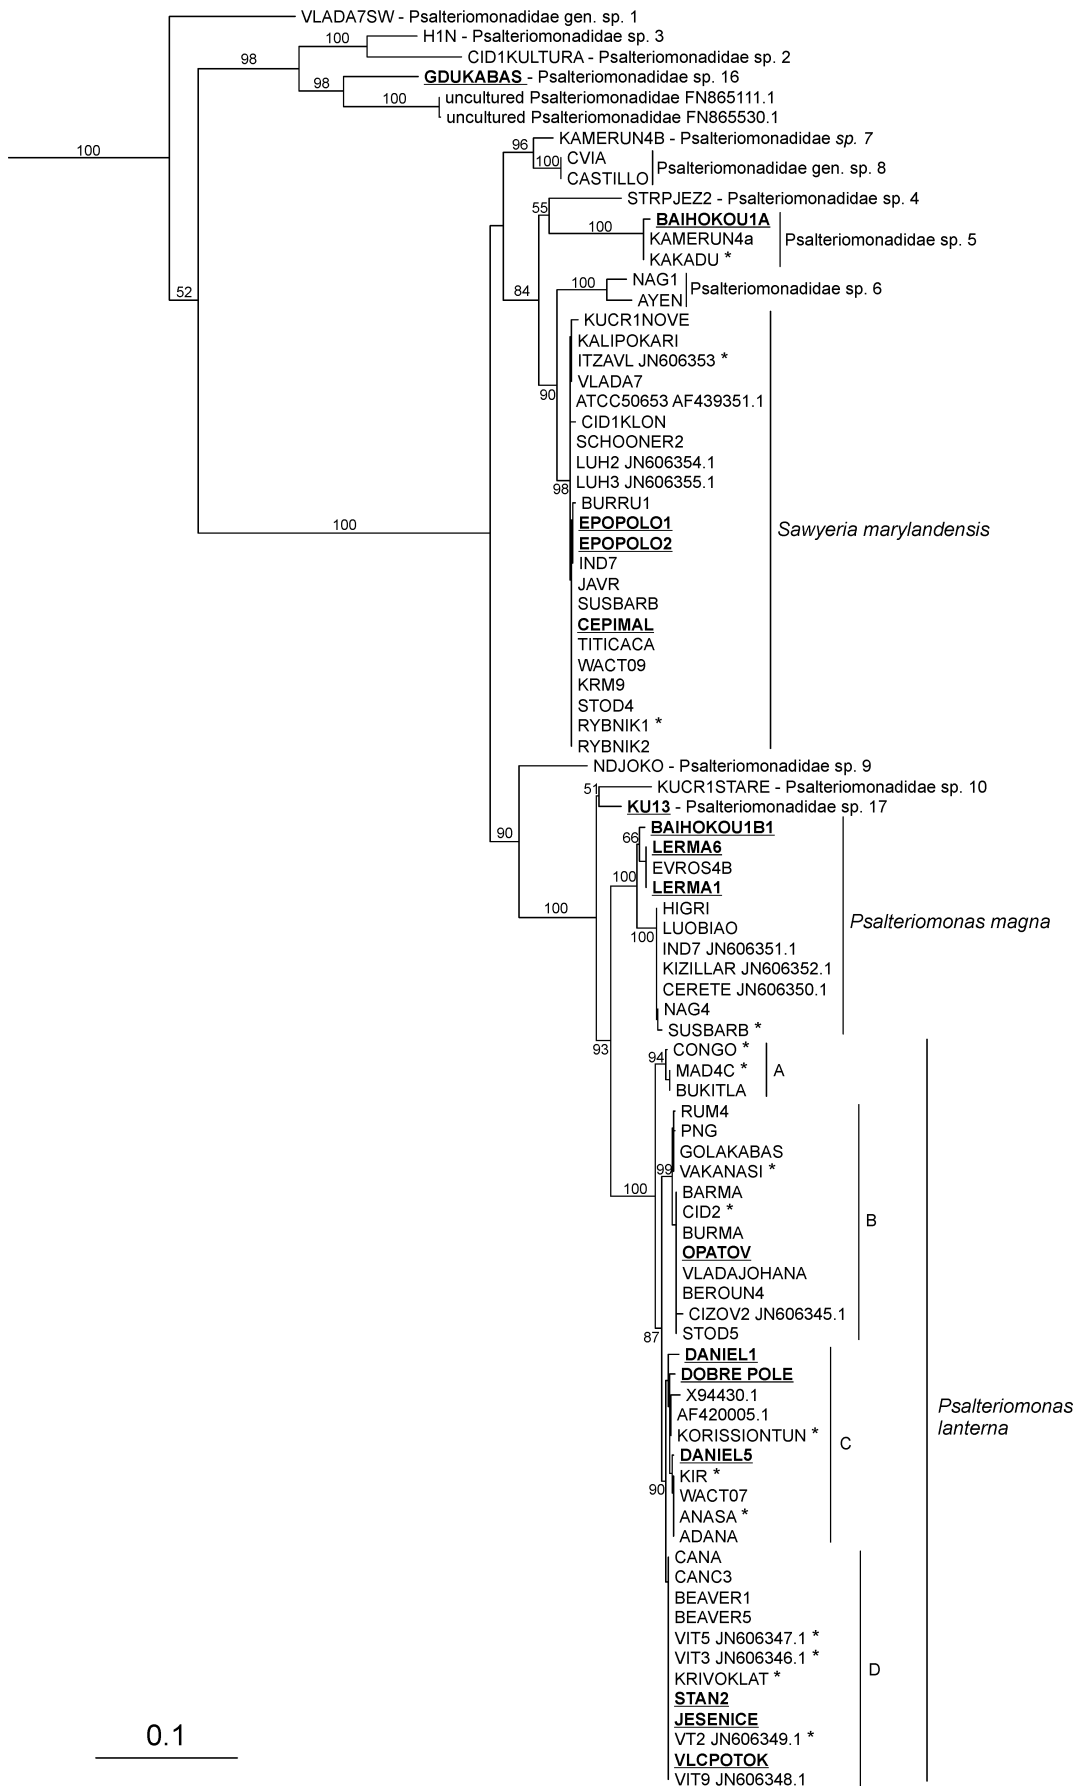 VLADA7SW - Psalteriomonadidae gen. sp. 1
100
H1N - Psalteriomonadidae sp. 3
CID1KULTURA - Psalteriomonadidae sp. 2
98
GDUKABAS - Psalteriomonadidae sp. 16
98
100
uncultured Psalteriomonadidae FN865111.1
uncultured Psalteriomonadidae FN865530.1
100
KAMERUN4B - Psalteriomonadidae sp. 7
96
100
CVIA
CASTILLO
Psalteriomonadidae gen. sp. 8
STRPJEZ2 - Psalteriomonadidae sp. 4
55
BAIHOKOU1A
100
KAMERUN4a
KAKADU *
Psalteriomonadidae sp. 5
100
NAG1
AYEN
Psalteriomonadidae sp. 6
52
84
KUCR1NOVE
KALIPOKARI
ITZAVL JN606353 *
VLADA7
90
ATCC50653 AF439351.1
CID1KLON
SCHOONER2
LUH2 JN606354.1
LUH3 JN606355.1
98
BURRU1
EPOPOLO1
100
Sawyeria marylandensis
EPOPOLO2
IND7
JAVR
SUSBARB
CEPIMAL
TITICACA
WACT09
KRM9
STOD4
RYBNIK1 *
RYBNIK2
NDJOKO - Psalteriomonadidae sp. 9
51
KUCR1STARE - Psalteriomonadidae sp. 10
KU13 - Psalteriomonadidae sp. 17
90
BAIHOKOU1B1
66
LERMA6
EVROS4B
100
LERMA1
100
HIGRI
Psalteriomonas magna
LUOBIAO
100
IND7 JN606351.1
KIZILLAR JN606352.1
CERETE JN606350.1
NAG4
SUSBARB *
93
CONGO *
94
MAD4C *
A
BUKITLA
RUM4
PNG
GOLAKABAS
99
VAKANASI *
100
BARMA
CID2 *
B
BURMA
OPATOV
VLADAJOHANA
BEROUN4
CIZOV2 JN606345.1
87
STOD5
DANIEL1
DOBRE POLE
X94430.1
Psalteriomonas
lanterna
AF420005.1
KORISSIONTUN *
C
DANIEL5
KIR *
90
WACT07
ANASA *
ADANA
CANA
CANC3
BEAVER1
BEAVER5
VIT5 JN606347.1 *
VIT3 JN606346.1 *
D
KRIVOKLAT *
STAN2
JESENICE
0.1
VT2 JN606349.1 *
VLCPOTOK
VIT9 JN606348.1